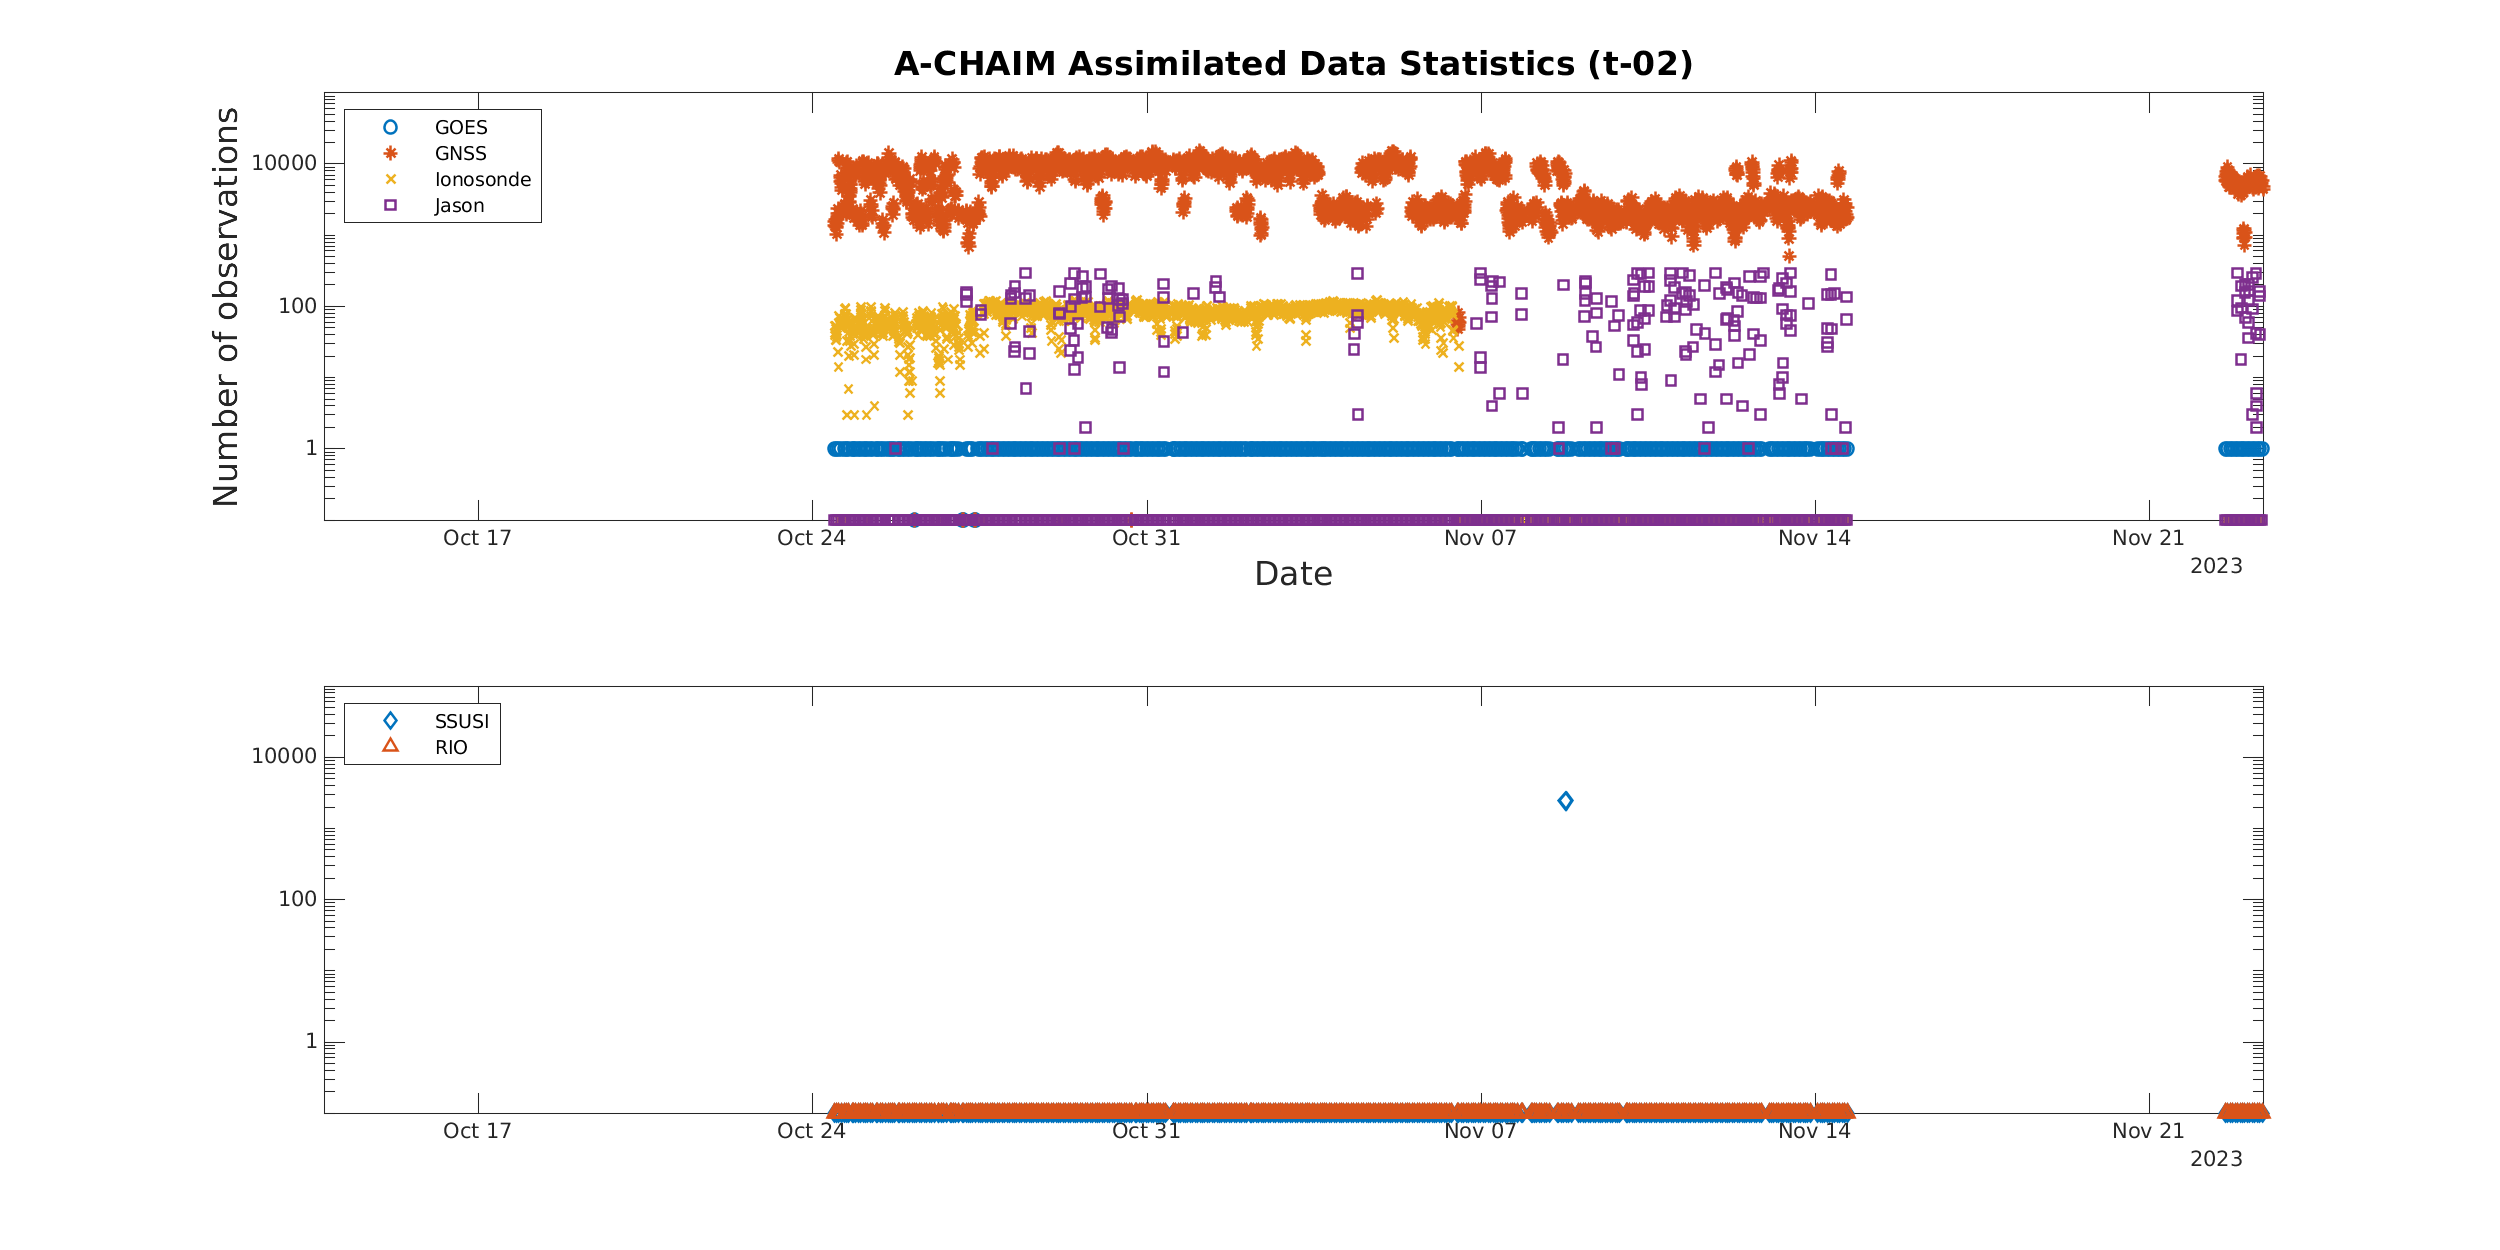 A-CHAIM Assimilated Data Statistics (t-02)
Number of observations
10000
100
1
GOES
GNSS
Ionosonde
Jason
Oct 17
Oct 24
Oct 31
Nov 07
Nov 14
Nov 21
2023
Date
10000
100
1
SSUSI
RIO
Oct 17
Oct 24
Oct 31
Nov 07
Nov 14
Nov 21
2023